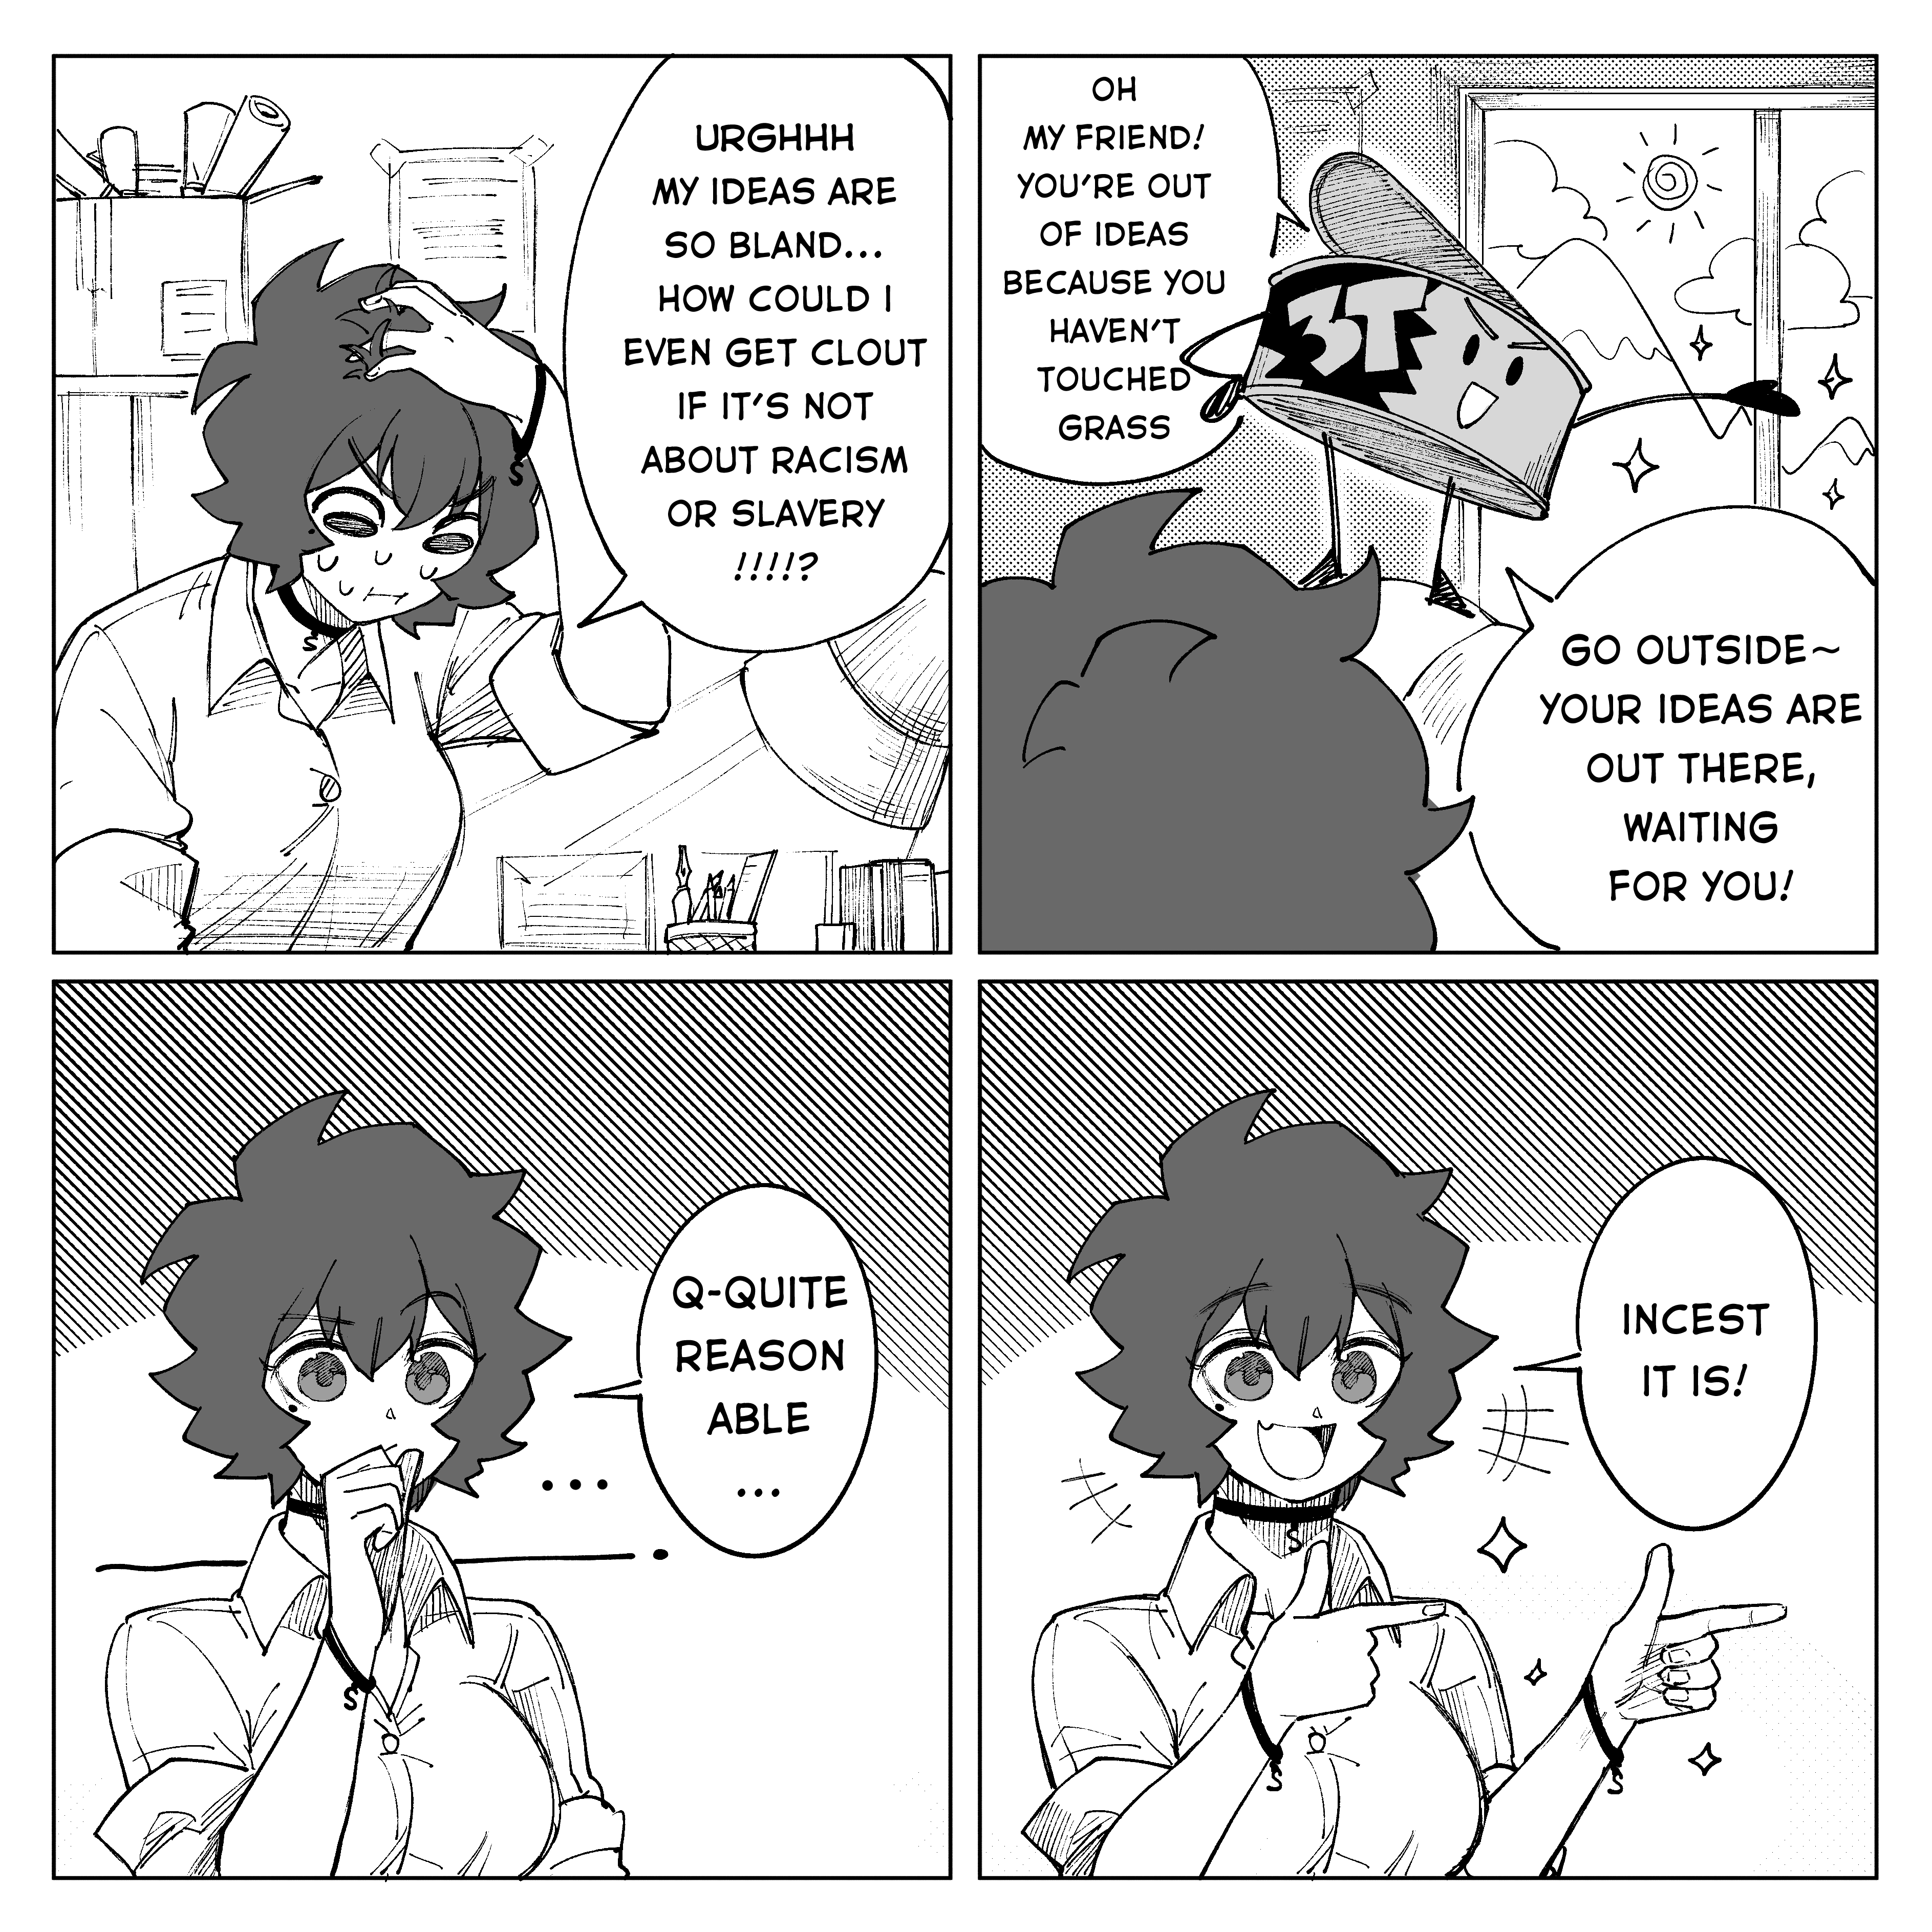 URGHHH
MY IDEAS ARE
SO BLAND...
HOW COULD I
EVEN GET CLOUT
IF IT'S NOT
ABOUT RACISM
OR SLAVERY
!!!!?
S
S
OH
MY FRIEND!
YOU'RE OUT
OF IDEAS
BECAUSE YOU
HAVEN'T
TOUCHED
GRASS
3T
GO OUTSIDE~
YOUR IDEAS ARE
OUT THERE,
WAITING
FOR YOU!
Q-QUITE
REASON
ABLE
...
...
S
INCEST
IT IS!
S
S
S